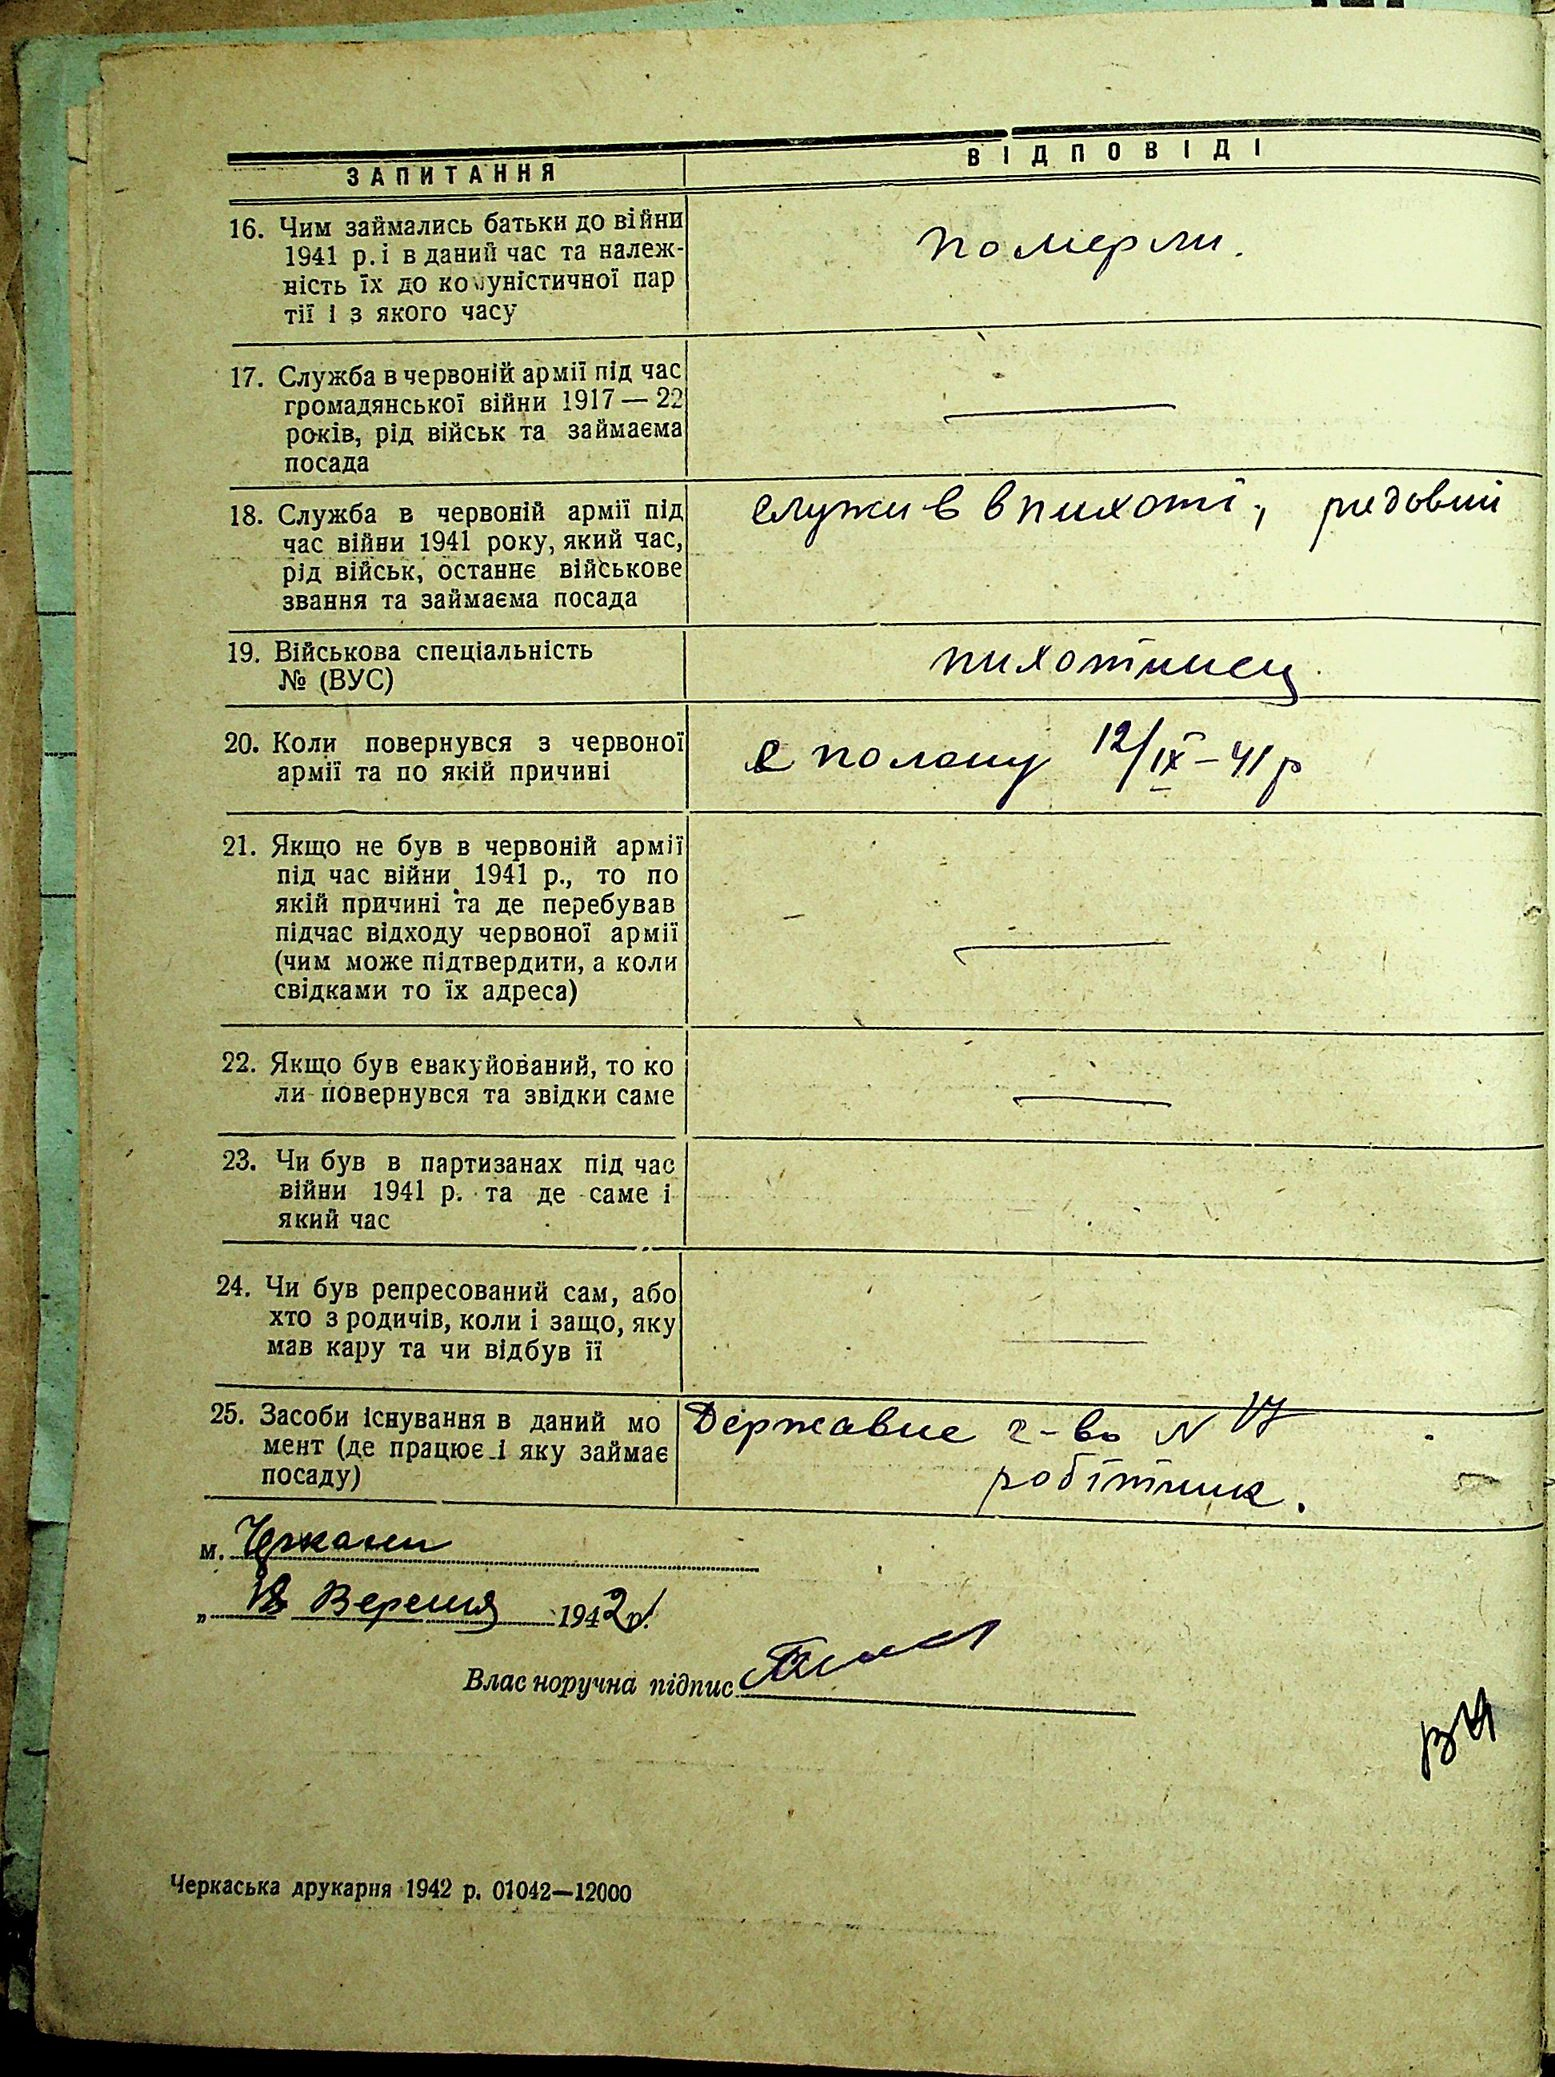 ЗАПИТАННЯ
ВІДПОВІДІ
16. Чим займались батьки до війни
1941 р. і в даний час та належ-
ність їх до комуністичної пар
тії і з якого часу
померли.
17. Служба в червоній армії під час
громадянської війни 1917 — 22
років, рід військ та займаєма
посада
18. Служба в червоній армії під
час війни 1941 року, який час,
рід військ, останнє військове
звання та займаєма посада
служив в пихоті, рядовий
19. Військова спеціальність
№ (ВУС)
пихотинец
20. Коли повернувся з червоної
армії та по якій причині
с полону 12/IX – 41 р
21. Якщо не був в червоній армії
під час війни 1941 р., то по
якій причині та де перебував
підчас відходу червоної армії
(чим може підтвердити, а коли
свідками то їх адреса)
22. Якщо був евакуйований, то ко
ли повернувся та звідки саме
23. Чи був в партизанах під час
війни 1941 р. та де саме і
який час
24. Чи був репресований сам, або
хто з родичів, коли і защо, яку
мав кару та чи відбув її
25. Засоби існування в даний мо
мент (де працює і яку займає
посаду)
Державне г-во N 17
робітник.
м. Черкаси
„ 18 Вересня 1942 р.
Власноручна підпис
Черкаська друкарня 1942 р. 01042—12000